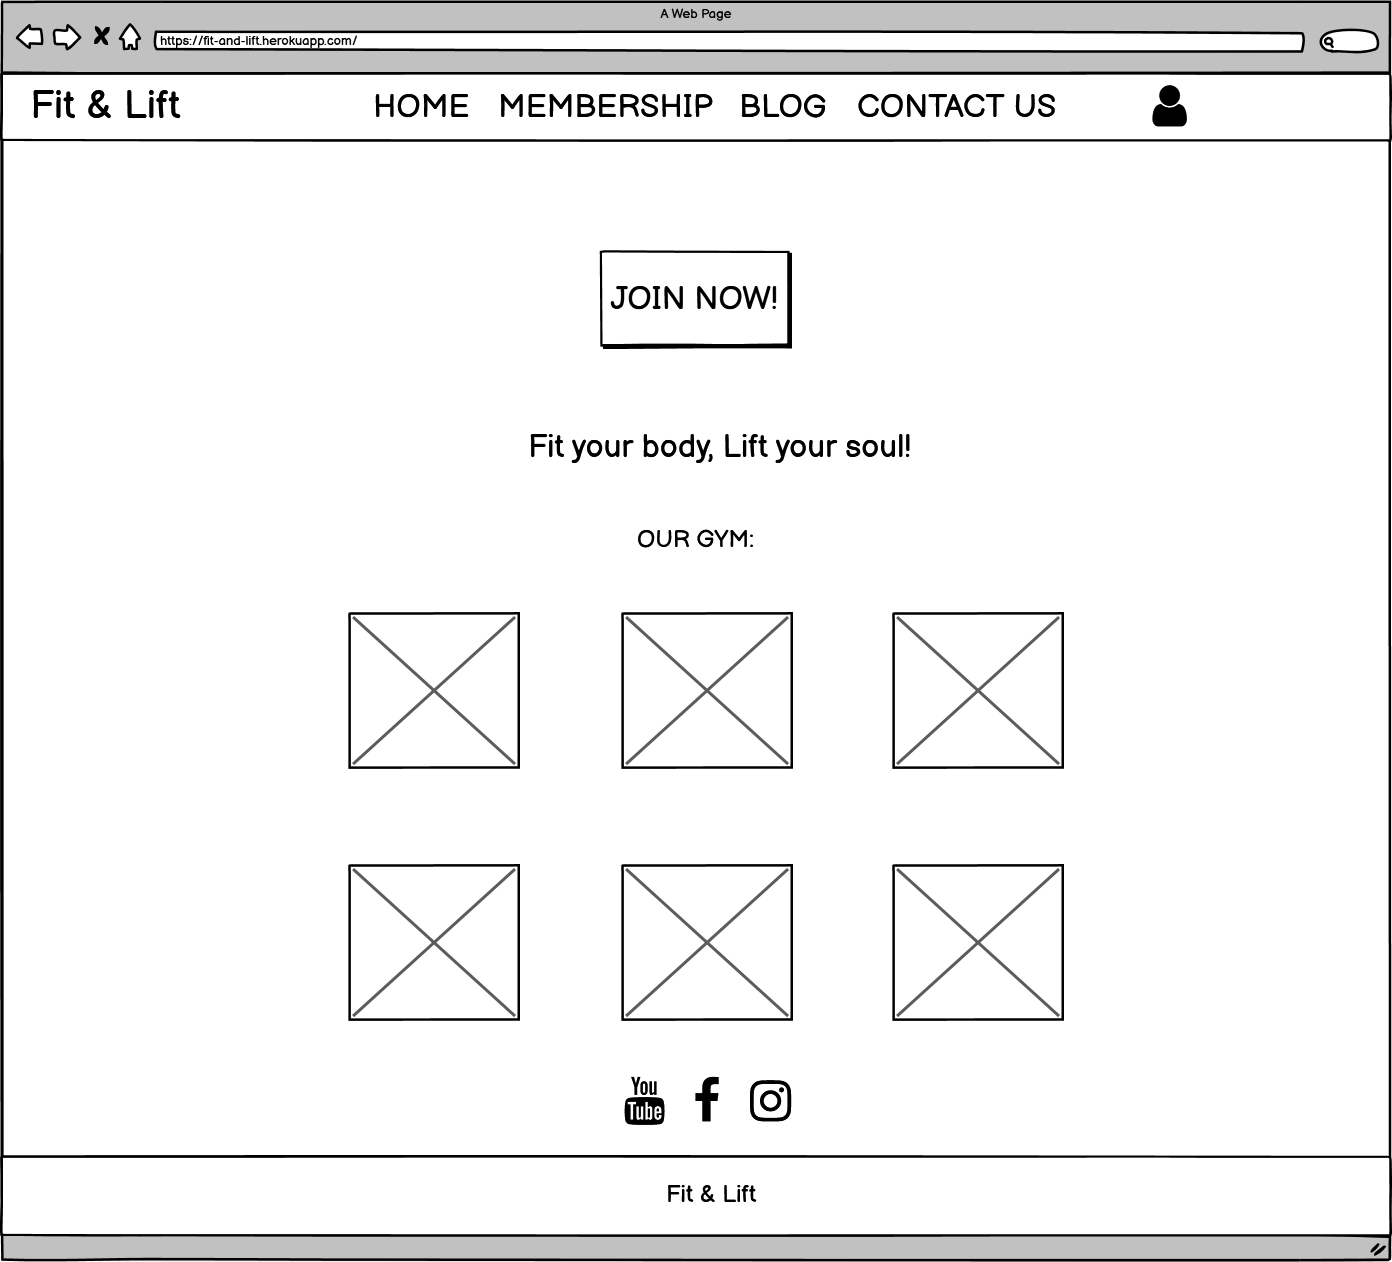 A Web Page
https://fit-and-lift.herokuapp.com/
Fit & Lift HOME MEMBERSHIP BLOG CONTACT US
JOIN NOW!
Fit your body, Lift your soul!
OUR GYM:
You
Tube
Fit & Lift